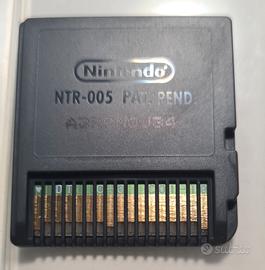 Nintendo
NTR-005 PAT. PEND.
Subito